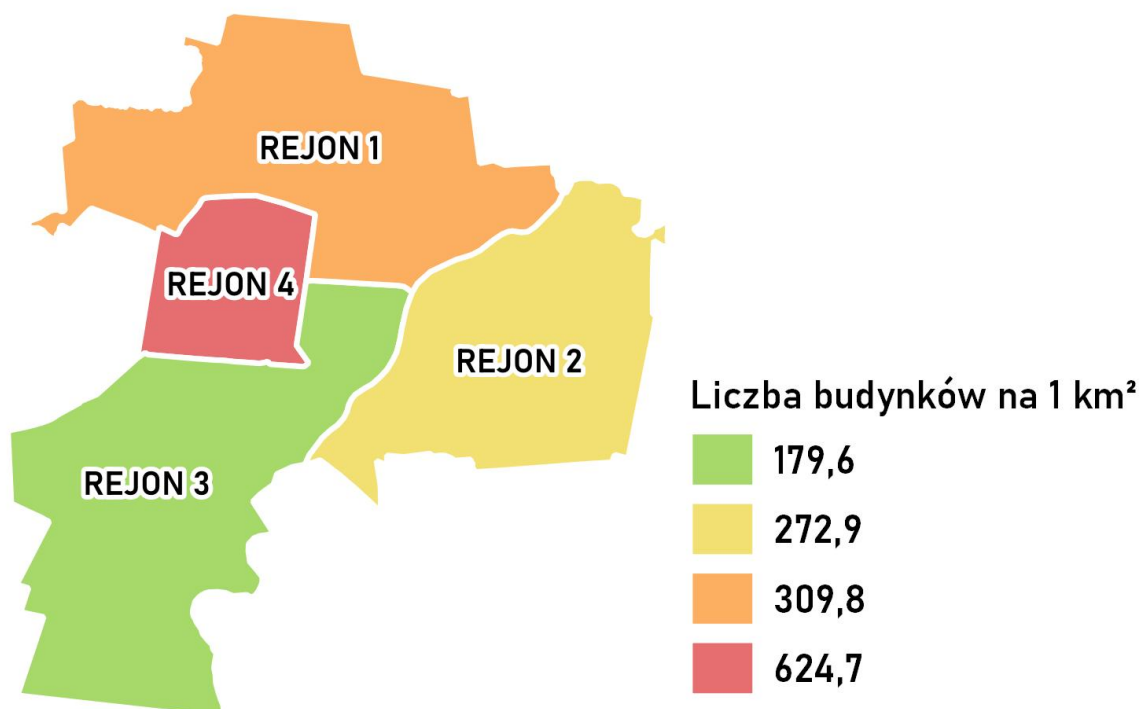 REJON 1
REJON 4
REJON 2
REJON 3
Liczba budynków na 1 km²
179,6
272,9
309,8
624,7